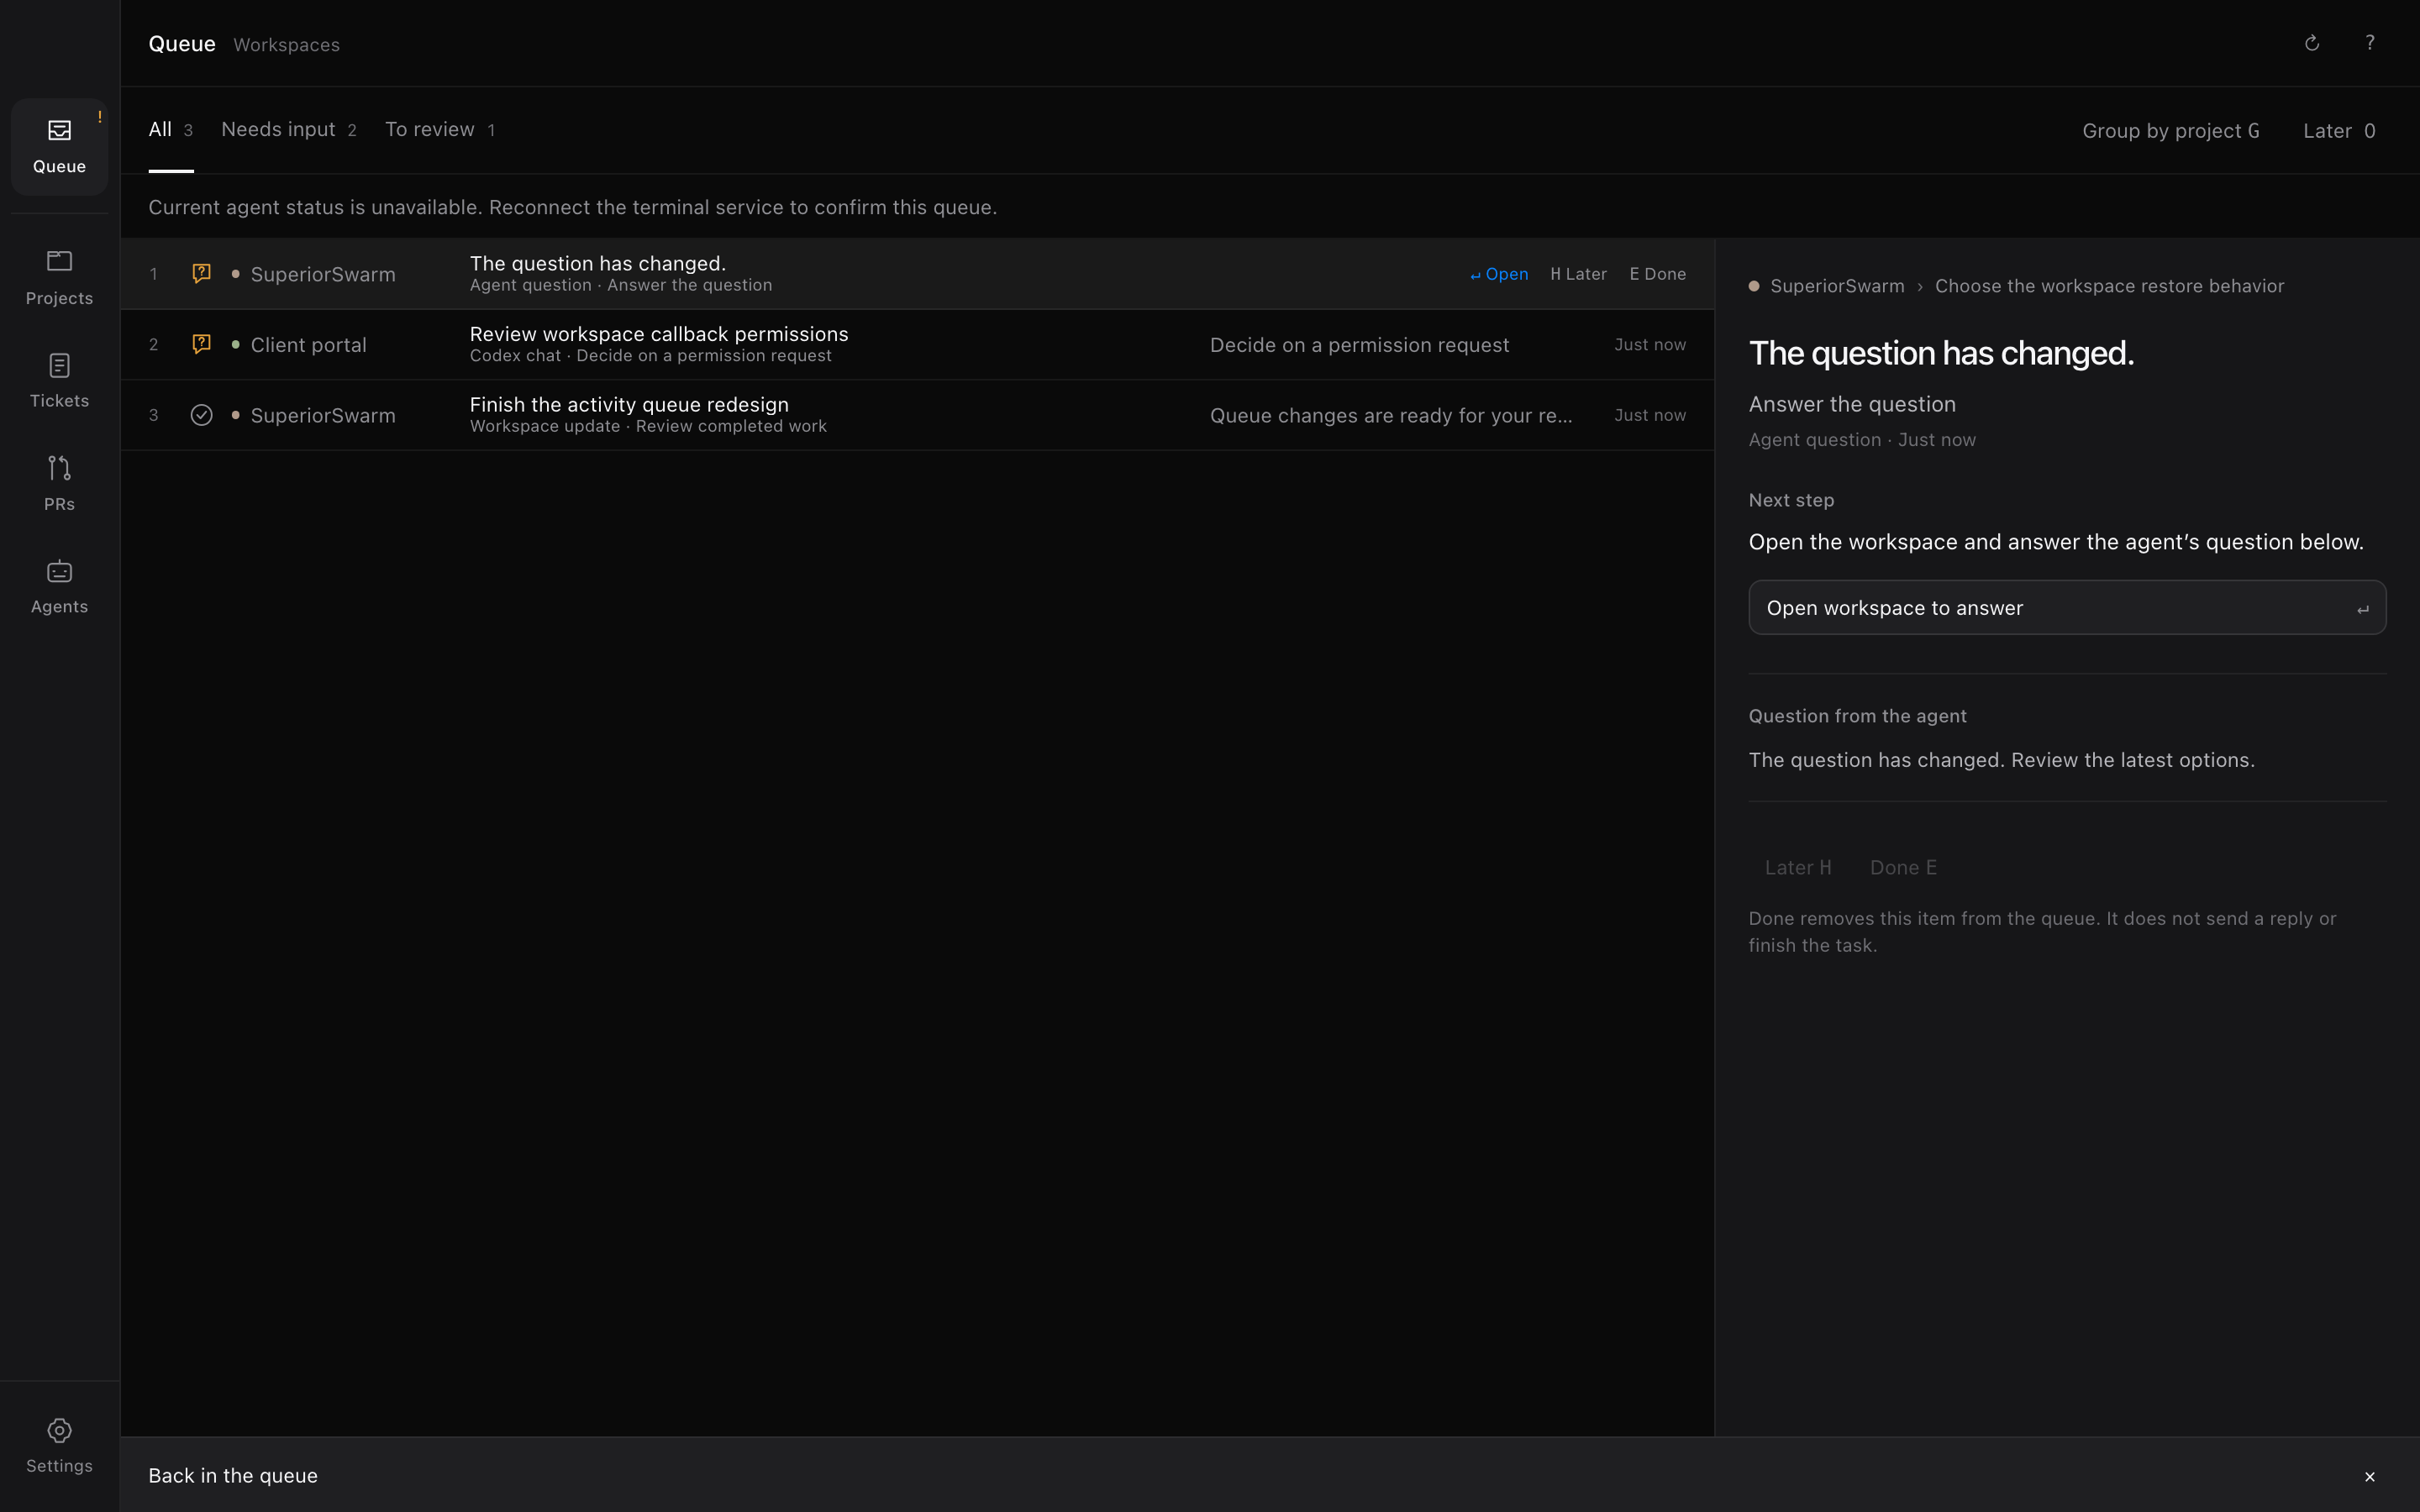 Queue Workspaces
?
!
Queue
Projects
Tickets
PRs
Agents
Settings
All 3 Needs input 2 To review 1
Group by project G Later 0
Current agent status is unavailable. Reconnect the terminal service to confirm this queue.
1 SuperiorSwarm
The question has changed.
Agent question · Answer the question
↵ Open H Later E Done
2 Client portal
Review workspace callback permissions
Codex chat · Decide on a permission request
Decide on a permission request Just now
3 SuperiorSwarm
Finish the activity queue redesign
Workspace update · Review completed work
Queue changes are ready for your re... Just now
SuperiorSwarm › Choose the workspace restore behavior
The question has changed.
Answer the question
Agent question · Just now
Next step
Open the workspace and answer the agent’s question below.
Open workspace to answer ↵
Question from the agent
The question has changed. Review the latest options.
Later H Done E
Done removes this item from the queue. It does not send a reply or
finish the task.
Back in the queue ×